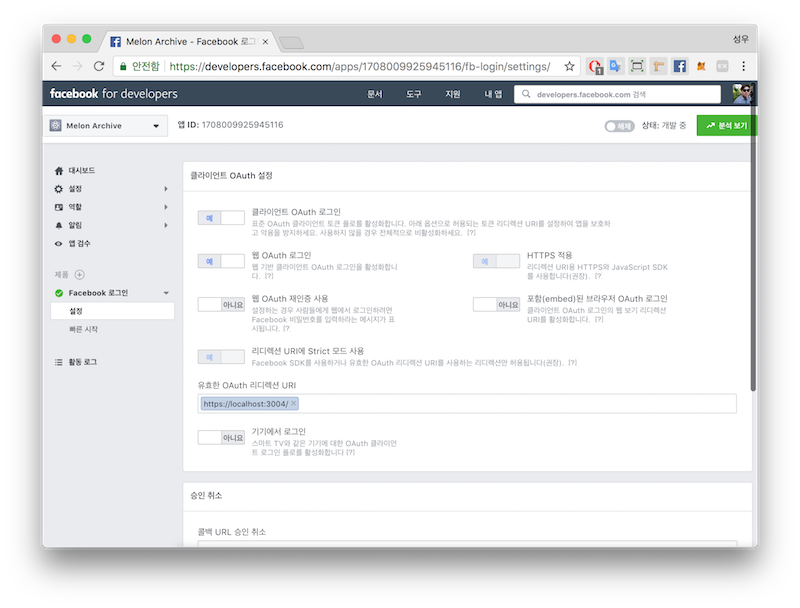 Melon Archive - Facebook 로그
성우
안전함 https://developers.facebook.com/apps/1708009925945116/fb-login/settings/
facebook for developers
문서 도구 지원 내 앱 developers.facebook.com 검색
Melon Archive 앱 ID: 1708009925945116 해제 상태: 개발 중 분석 보기
대시보드
설정
역할
알림
앱 검수
제품
Facebook 로그인
설정
빠른 시작
활동 로그
클라이언트 OAuth 설정
예 클라이언트 OAuth 로그인
표준 OAuth 클라이언트 토큰 플로를 활성화합니다. 아래 옵션으로 허용되는 토큰 리디렉션 URI를 설정하여 앱을 보호하
고 악용을 방지하세요. 사용하지 않을 경우 전체적으로 비활성화하세요. [?]
예 웹 OAuth 로그인
웹 기반 클라이언트 OAuth 로그인을 활성화합니
다. [?]
예 HTTPS 적용
리디렉션 URI용 HTTPS와 JavaScript SDK
를 사용합니다(권장). [?
아니요 웹 OAuth 재인증 사용
설정하는 경우 사람들에게 웹에서 로그인하려면
Facebook 비밀번호를 입력하라는 메시지가 표
시됩니다. [?
아니요 포함(embed)된 브라우저 OAuth 로그인
클라이언트 OAuth 로그인의 웹 보기 리디렉션
URI를 활성화합니다. [?]
예 리디렉션 URI에 Strict 모드 사용
Facebook SDK를 사용하거나 유효한 OAuth 리디렉션 URI를 사용하는 리디렉션만 허용됩니다(권장). [?]
유효한 OAuth 리디렉션 URI
https://localhost:3004/ ×
아니요 기기에서 로그인
스마트 TV와 같은 기기에 대한 OAuth 클라이언
트 로그인 플로를 활성화합니다 [?]
승인 취소
콜백 URL 승인 취소